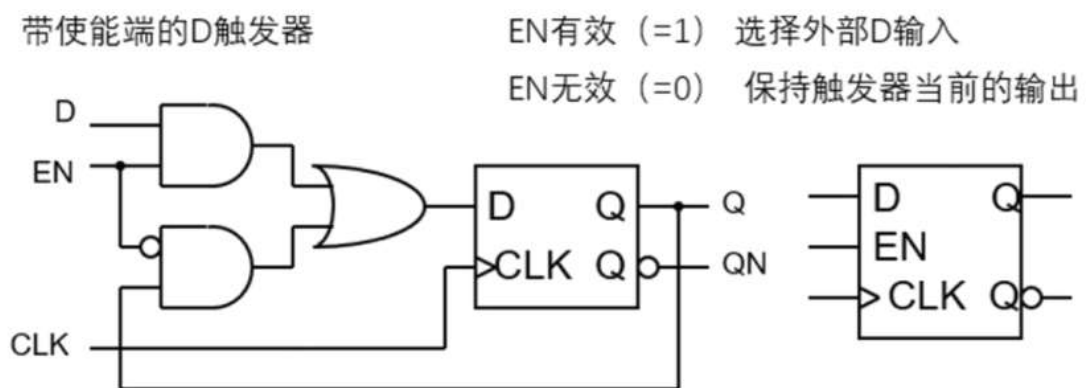 带使能端的D触发器
EN有效（=1） 选择外部D输入
EN无效（=0） 保持触发器当前的输出
D
EN
CLK
D Q
CLK Q
Q
QN
D Q
EN
CLK Q